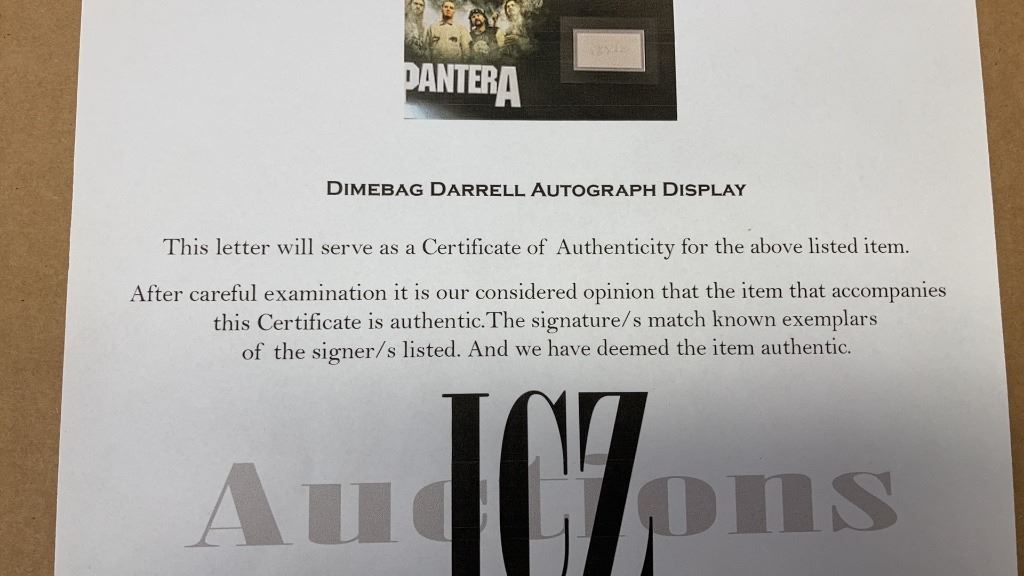 PANTERA
DIMEBAG DARRELL AUTOGRAPH DISPLAY
This letter will serve as a Certificate of Authenticity for the above listed item.
After careful examination it is our considered opinion that the item that accompanies
this Certificate is authentic.The signature/s match known exemplars
of the signer/s listed. And we have deemed the item authentic.
ICZ
Auctions